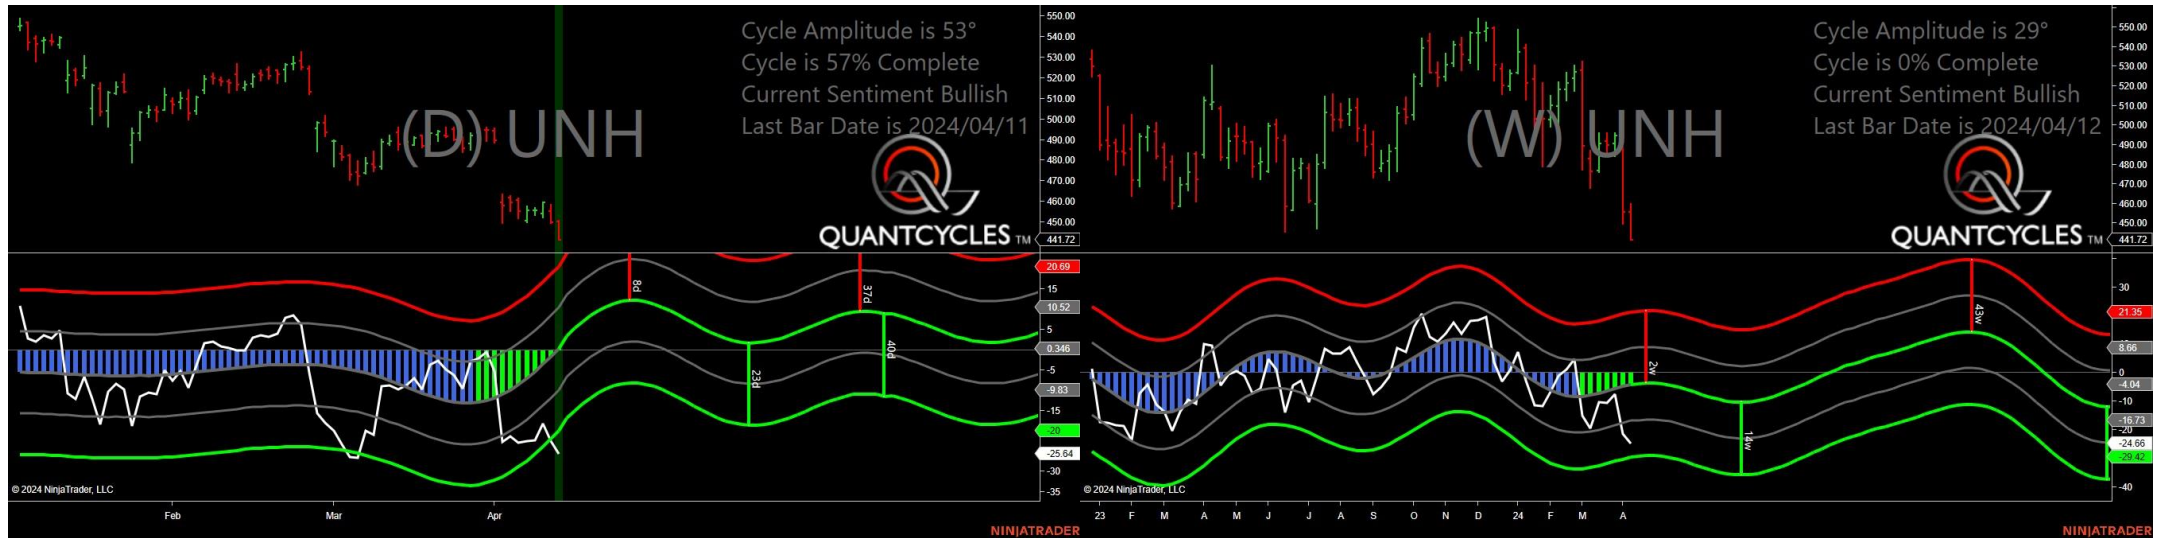 Cycle Amplitude is 53°
Cycle is 57% Complete
Current Sentiment Bullish
Last Bar Date is 2024/04/11
(D) UNH
QUANTCYCLES TM
550.00
540.00
530.00
520.00
510.00
500.00
490.00
480.00
470.00
460.00
450.00
441.72
8d
37d
23d
40d
20.69
15
10.52
5
0.346
-5
-9.83
-15
-20
-25.64
-30
-35
© 2024 NinjaTrader, LLC
Feb Mar Apr
NINJATRADER
Cycle Amplitude is 29°
Cycle is 0% Complete
Current Sentiment Bullish
Last Bar Date is 2024/04/12
(W) UNH
QUANTCYCLES TM
550.00
540.00
530.00
520.00
510.00
500.00
490.00
480.00
470.00
460.00
450.00
441.72
2w
43w
14w
30
21.35
8.66
0
-4.04
-10
-16.73
-20
-24.66
-29.42
-40
© 2024 NinjaTrader, LLC
23 F M A M J J A S O N D 24 F M A
NINJATRADER